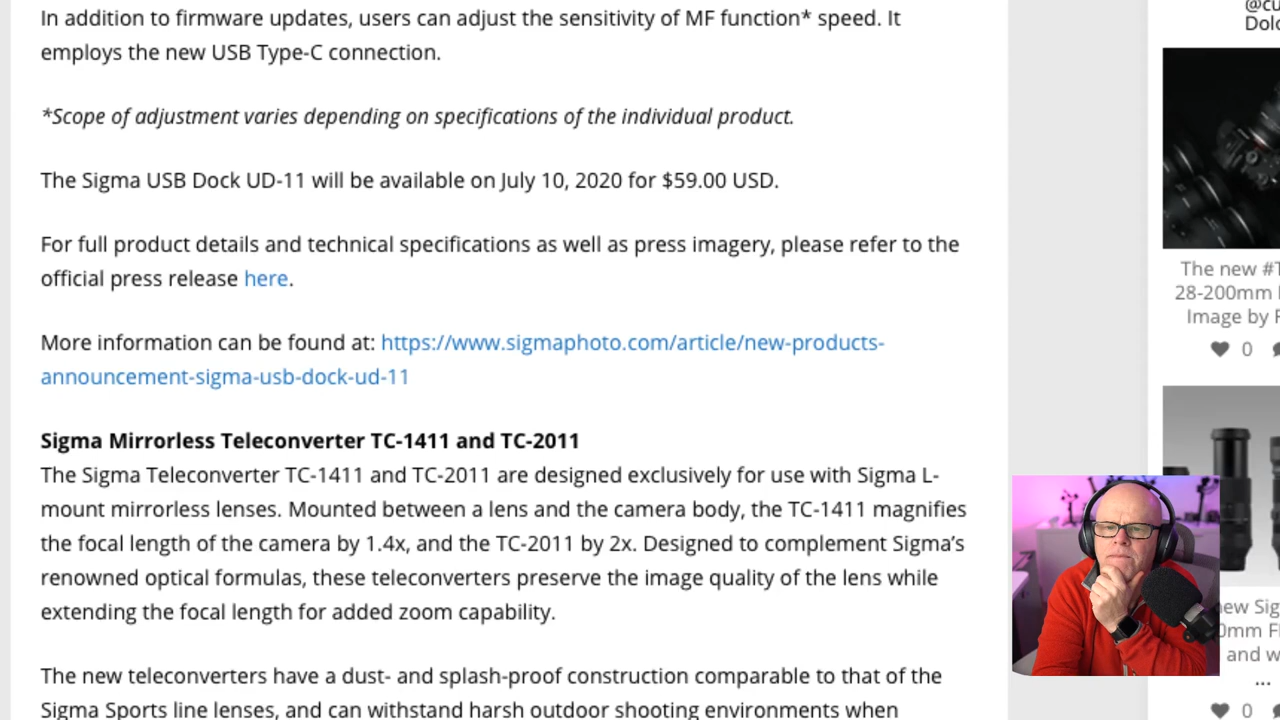 In addition to firmware updates, users can adjust the sensitivity of MF function* speed. It
employs the new USB Type-C connection.
*Scope of adjustment varies depending on specifications of the individual product.
The Sigma USB Dock UD-11 will be available on July 10, 2020 for $59.00 USD.
For full product details and technical specifications as well as press imagery, please refer to the
official press release here.
More information can be found at: https://www.sigmaphoto.com/article/new-products-
announcement-sigma-usb-dock-ud-11
Sigma Mirrorless Teleconverter TC-1411 and TC-2011
The Sigma Teleconverter TC-1411 and TC-2011 are designed exclusively for use with Sigma L-
mount mirrorless lenses. Mounted between a lens and the camera body, the TC-1411 magnifies
the focal length of the camera by 1.4x, and the TC-2011 by 2x. Designed to complement Sigma’s
renowned optical formulas, these teleconverters preserve the image quality of the lens while
extending the focal length for added zoom capability.
The new teleconverters have a dust- and splash-proof construction comparable to that of the
Sigma Sports line lenses, and can withstand harsh outdoor shooting environments when
The new
28-200mm
Image by
0
and
...
0